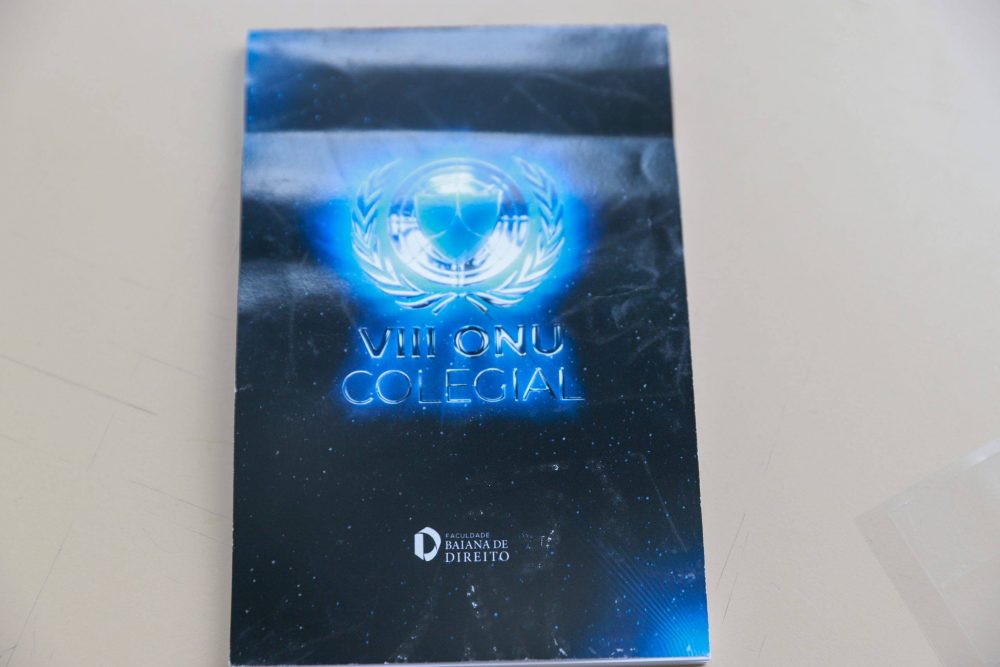 VIII ONU
COLEGIAL
FACULDADE
BAIANA DE
DIREITO